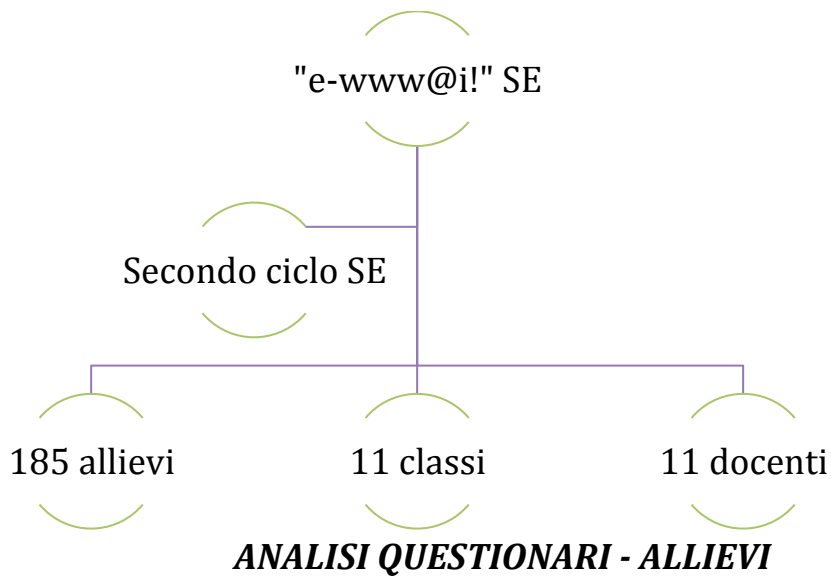 "e-www@i!" SE
Secondo ciclo SE
185 allievi
11 classi
11 docenti
ANALISI QUESTIONARI - ALLIEVI